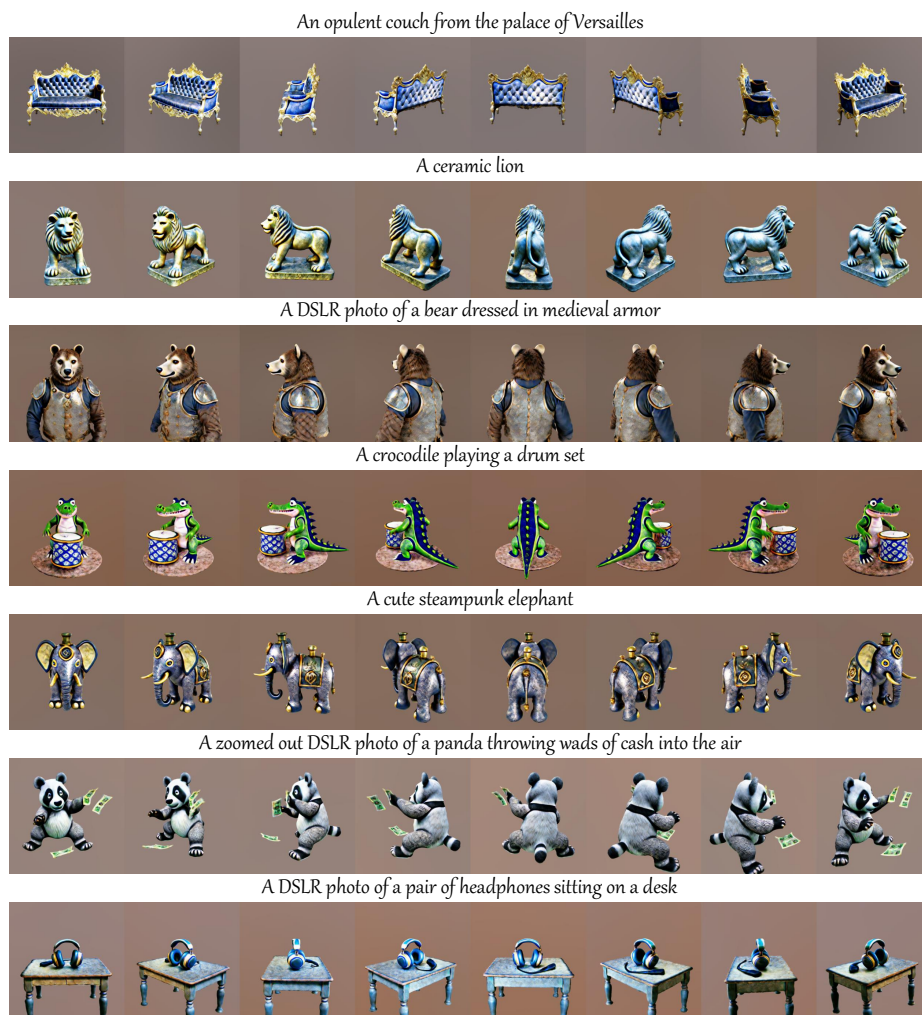 An opulent couch from the palace of Versailles
A ceramic lion
A DSLR photo of a bear dressed in medieval armor
A crocodile playing a drum set
A cute steampunk elephant
A zoomed out DSLR photo of a panda throwing wads of cash into the air
A DSLR photo of a pair of headphones sitting on a desk